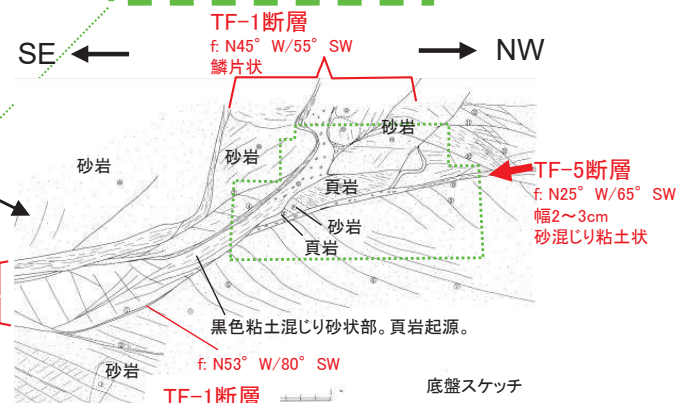 TF-1断層
f: N45° W/55° SW
鱗片状
SE
NW
砂岩
砂岩
砂岩
頁岩
砂岩
頁岩
TF-5断層
f: N25° W/65° SW
幅2～3cm
砂混じり粘土状
黒色粘土混じり砂状部。頁岩起源。
f: N53° W/80° SW
砂岩
TF-1断層
底盤スケッチ